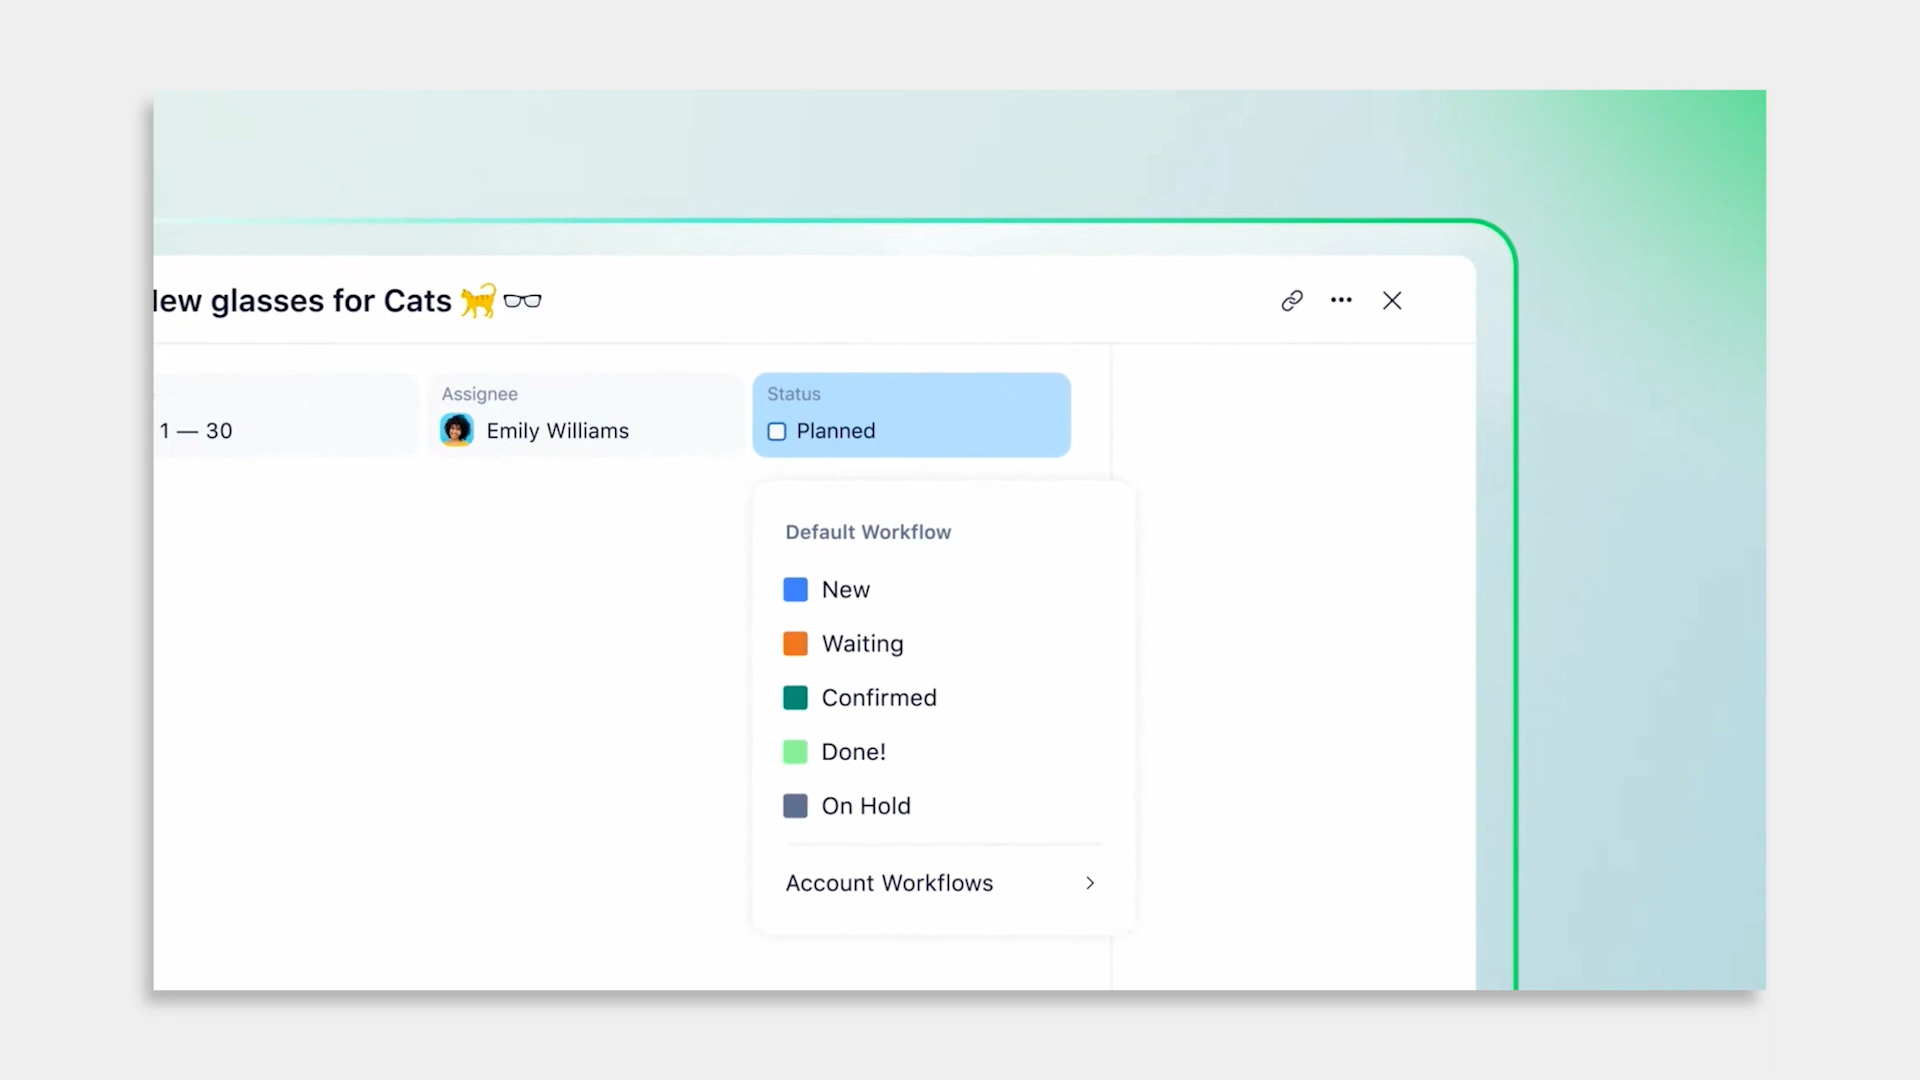 glasses for Cats 🐈👓
Assignee
Status
1 — 30
Emily Williams
Planned
Default Workflow
New
Waiting
Confirmed
Done!
On Hold
Account Workflows